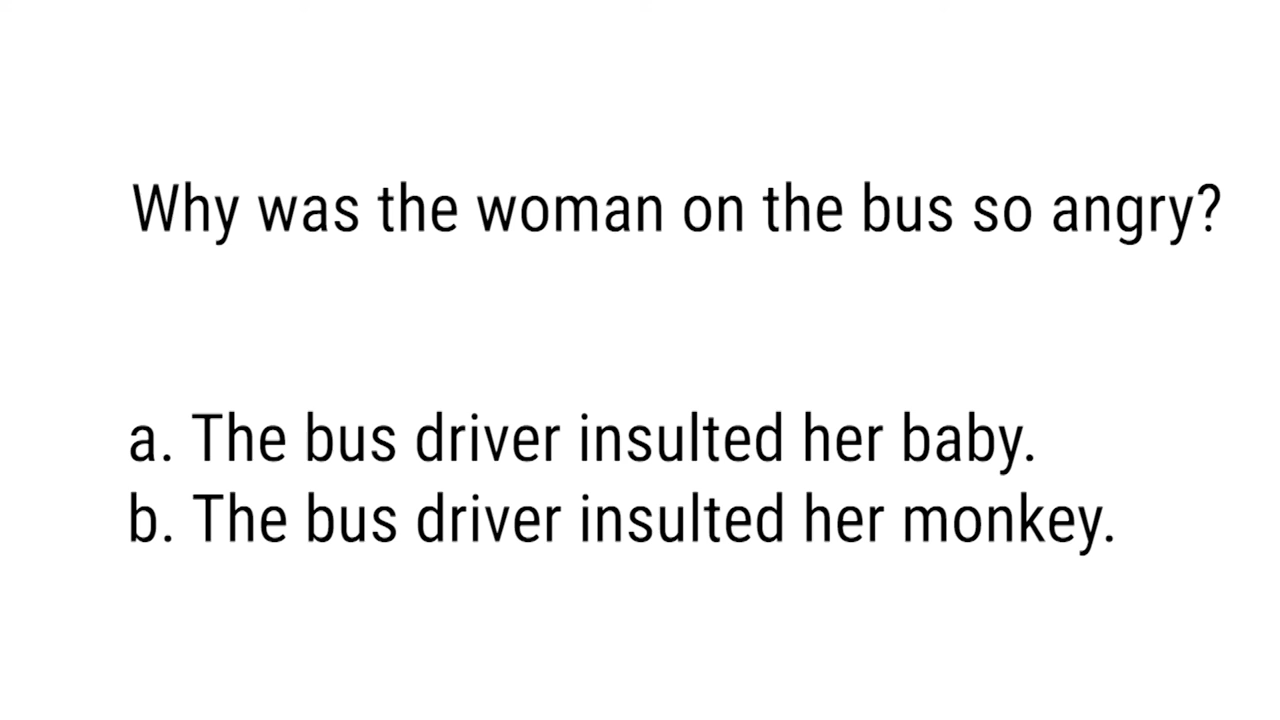 Why was the woman on the bus so angry?
a. The bus driver insulted her baby.
b. The bus driver insulted her monkey.